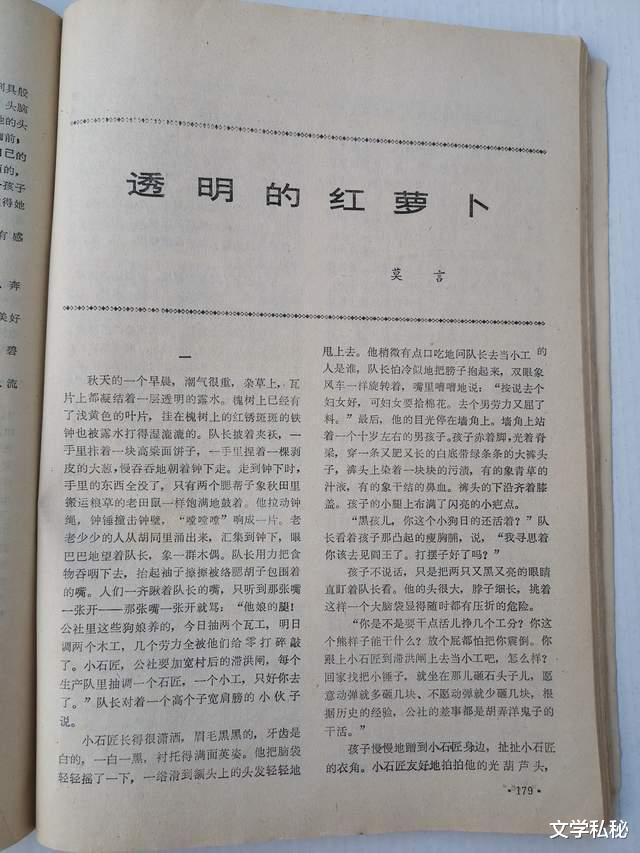 到具般
头脑
他的头
自己的
孩子
得她
有感
奔
美好
碧
流
透明的红萝卜
莫言
一
秋天的一个早晨，潮气很重，杂草上，瓦
片上都凝结着一层透明的露水。槐树上已经有
了浅黄色的叶片，挂在槐树上的红锈斑斑的铁
钟也被露水打得湿漉漉的。队长披着夹袄，一
手里拤着一块高粱面饼子，一手里捏着一棵剥
皮的大葱，慢吞吞地朝着钟下走。走到钟下时，
手里的东西全没了，只有两个腮帮子象秋田里
搬运粮草的老田鼠一样饱满地鼓着。他拉动钟
绳，钟锤撞击钟壁，“嘡嘡嘡”响成一片。老
老少少的人从胡同里涌出来，汇集到钟下，眼
巴巴地望着队长，象一群木偶。队长用力把食
物吞咽下去，抬起袖子擦擦被络腮胡子包围着
的嘴。人们一齐瞅着队长的嘴，只听到那张嘴
一张开——那张嘴一张开就骂：“他娘的腿！
公社里这些狗娘养的，今日抽两个瓦工，明日
调两个木工，几个劳力全被他们给零打碎敲
了。小石匠，公社要加宽村后的滞洪闸，每个
生产队里抽调一个石匠，一个小工，只好你去
了。”队长对着一个高个子宽肩膀的小伙子
说。
小石匠长得很潇洒，眉毛黑黑的，牙齿是
白的，一白一黑，衬托得满面英姿。他把脑袋
轻轻摇了一下，一绺滑到额头上的头发轻轻地
甩上去。他稍微有点口吃地问队长去当小工的
人是谁，队长怕冷似地把膀子抱起来，双眼象
风车一样旋转着，嘴里嘈嘈地说：“按说去个
妇女好，可妇女要拾棉花。去个男劳力又屈了
料。”最后，他的目光停在墙角上。墙角上站
着一个十岁左右的男孩子。孩子赤着脚，光着脊
梁，穿一条又肥又长的白底带绿条条的大裤头
子，裤头上染着一块块的污渍，有的象青草的
汁液，有的象干结的鼻血。裤头的下沿齐着膝
盖。孩子的小腿上布满了闪亮的小疤点。
“黑孩儿，你这个小狗日的还活着？”队
长看着孩子那凸起的瘦胸脯，说，“我寻思着
你该去见阎王了。打摆子好了吗？”
孩子不说话，只是把两只又黑又亮的眼睛
直盯着队长看。他的头很大，脖子细长，挑着
这样一个大脑袋显得随时都有压折的危险。
“你是不是要干点活儿挣几个工分？你这
个熊样子能干什么？放个屁都怕把你震倒。你
跟上小石匠到滞洪闸上去当小工吧，怎么样？
回家找把小锤子，就坐在那儿砸石头子儿，愿
意动弹就多砸几块，不愿动弹就少砸几块，根
据历史的经验，公社的差事都是胡弄洋鬼子的
干活。”
孩子慢慢地蹭到小石匠身边，扯扯小石匠
的衣角。小石匠友好地拍拍他的光葫芦头，
·179·
文学私秘